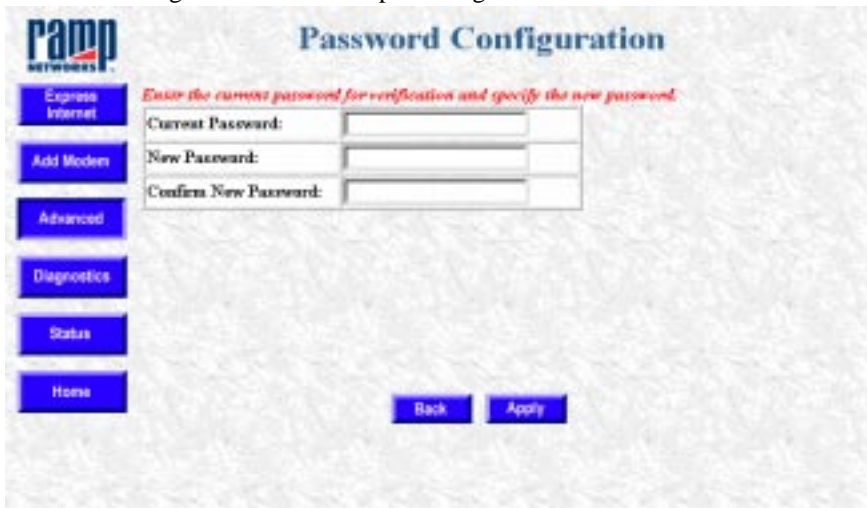 ramp
NETWORKS
Password Configuration
Express
Internet
Enter the current password for verification and specify the new password.
Current Password:
Add Modem
New Password:
Confirm New Password:
Advanced
Diagnostics
Status
Home
Back
Apply